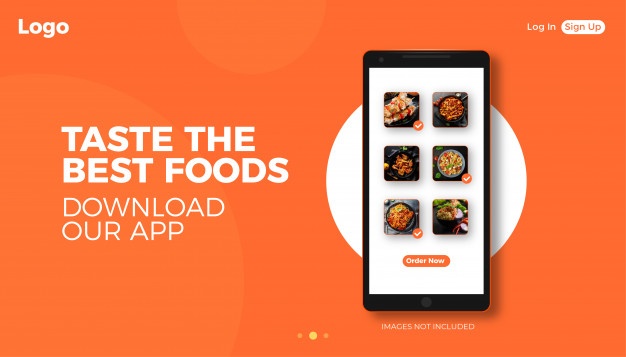 Logo
Log In Sign Up
TASTE THE
BEST FOODS
DOWNLOAD
OUR APP
Order Now
IMAGES NOT INCLUDED